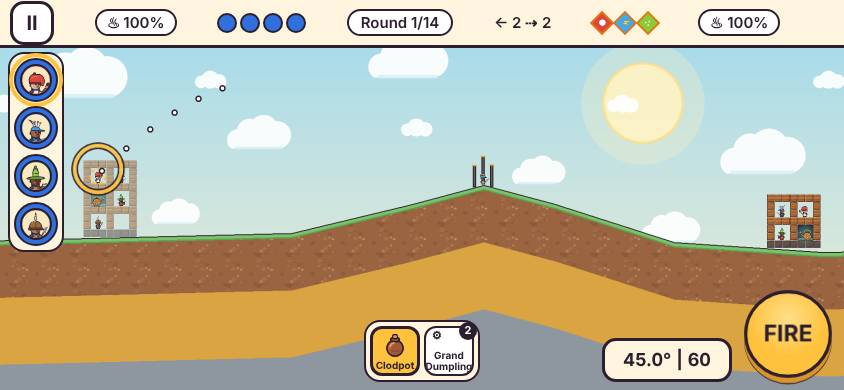 100%
Round 1/14
← 2 ⇢ 2
100%
2
Clodpot
Grand
Dumpling
45.0° | 60
FIRE